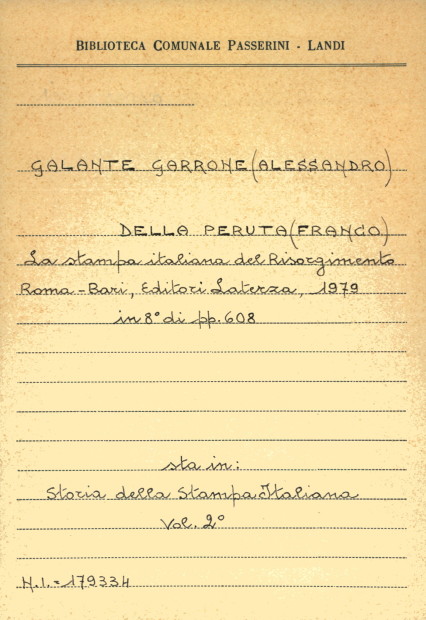 BIBLIOTECA COMUNALE PASSERINI - LANDI
GALANTE GARRONE (ALESSANDRO)
DELLA PERUTA (FRANCO)
La stampa italiana del Risorgimento
Roma-Bari, Editori Laterza, 1979
in 8° di pp. 608
sta in:
Storia della Stampa Italiana
Vol. 2°
N.I. = 179334